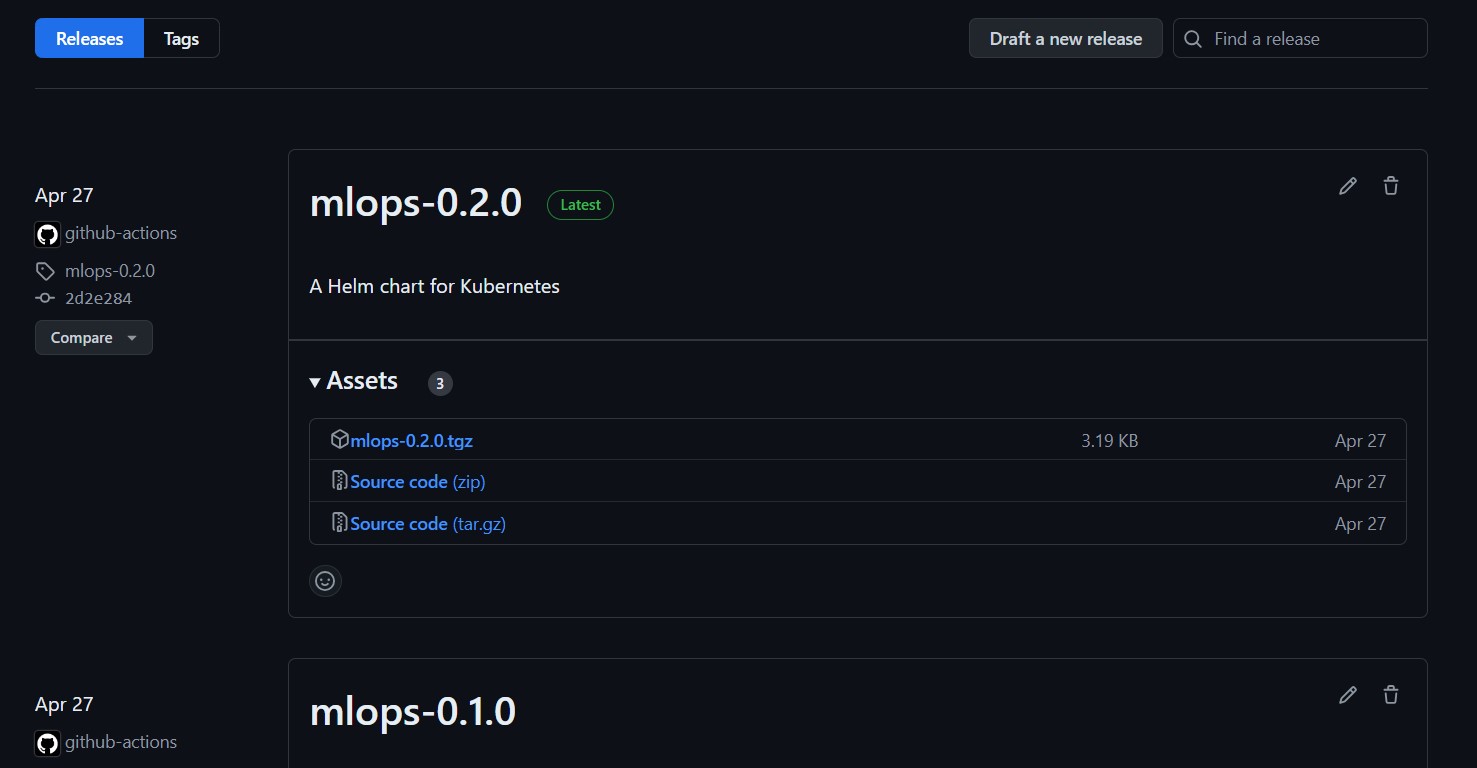 Releases Tags Draft a new release Find a release
Apr 27
github-actions
mlops-0.2.0
2d2e284
Compare
mlops-0.2.0 Latest
A Helm chart for Kubernetes
Assets 3
mlops-0.2.0.tgz 3.19 KB Apr 27
Source code (zip) Apr 27
Source code (tar.gz) Apr 27
Apr 27
github-actions
mlops-0.1.0